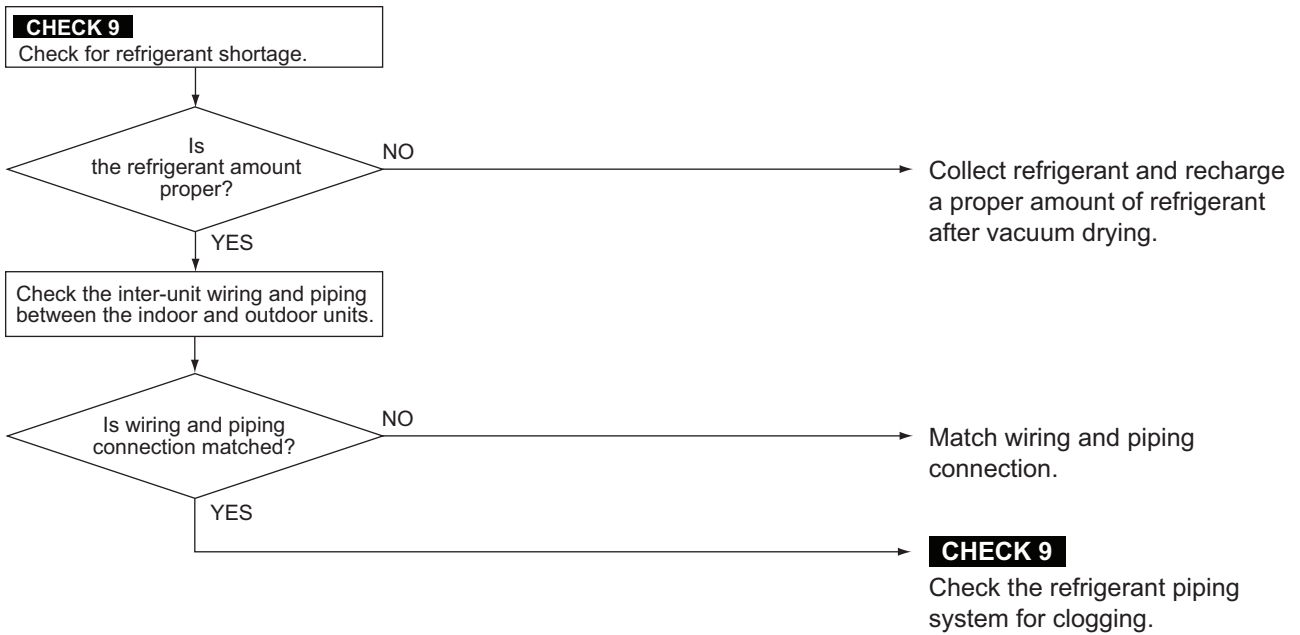 CHECK 9
Check for refrigerant shortage.
Is
the refrigerant amount
proper?
NO
Collect refrigerant and recharge
a proper amount of refrigerant
after vacuum drying.
YES
Check the inter-unit wiring and piping
between the indoor and outdoor units.
Is wiring and piping
connection matched?
NO
Match wiring and piping
connection.
YES
CHECK 9
Check the refrigerant piping
system for clogging.